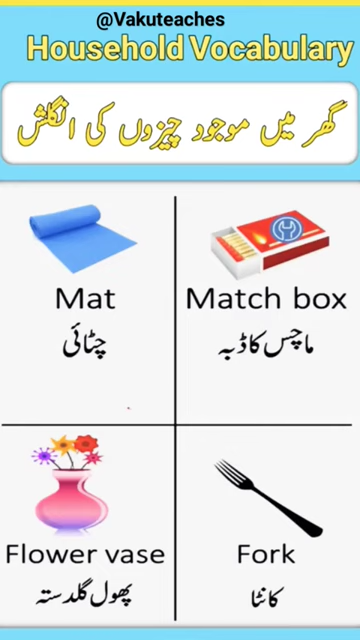 @Vakuteaches
Household Vocabulary
گھر میں موجود چیزوں کی انگلش
Mat
چٹائی
Match box
ماچس کا ڈبہ
Flower vase
پھول گلدستہ
Fork
کانٹا